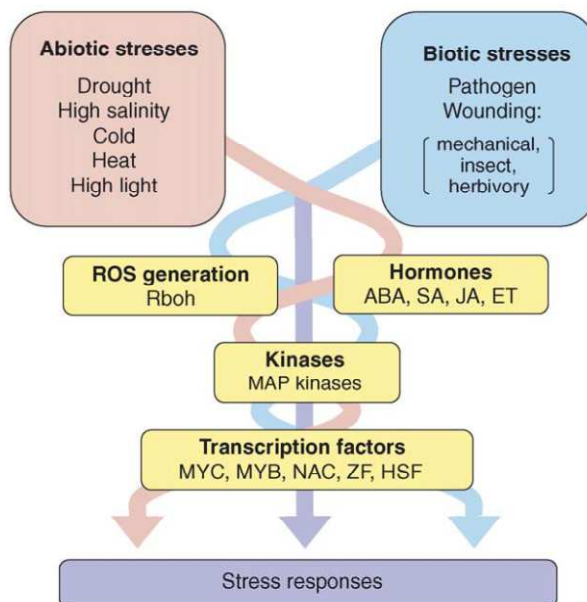 Abiotic stresses
Drought
High salinity
Cold
Heat
High light
Biotic stresses
Pathogen
Wounding:
mechanical,
insect,
herbivory
ROS generation
Rboh
Hormones
ABA, SA, JA, ET
Kinases
MAP kinases
Transcription factors
MYC, MYB, NAC, ZF, HSF
Stress responses